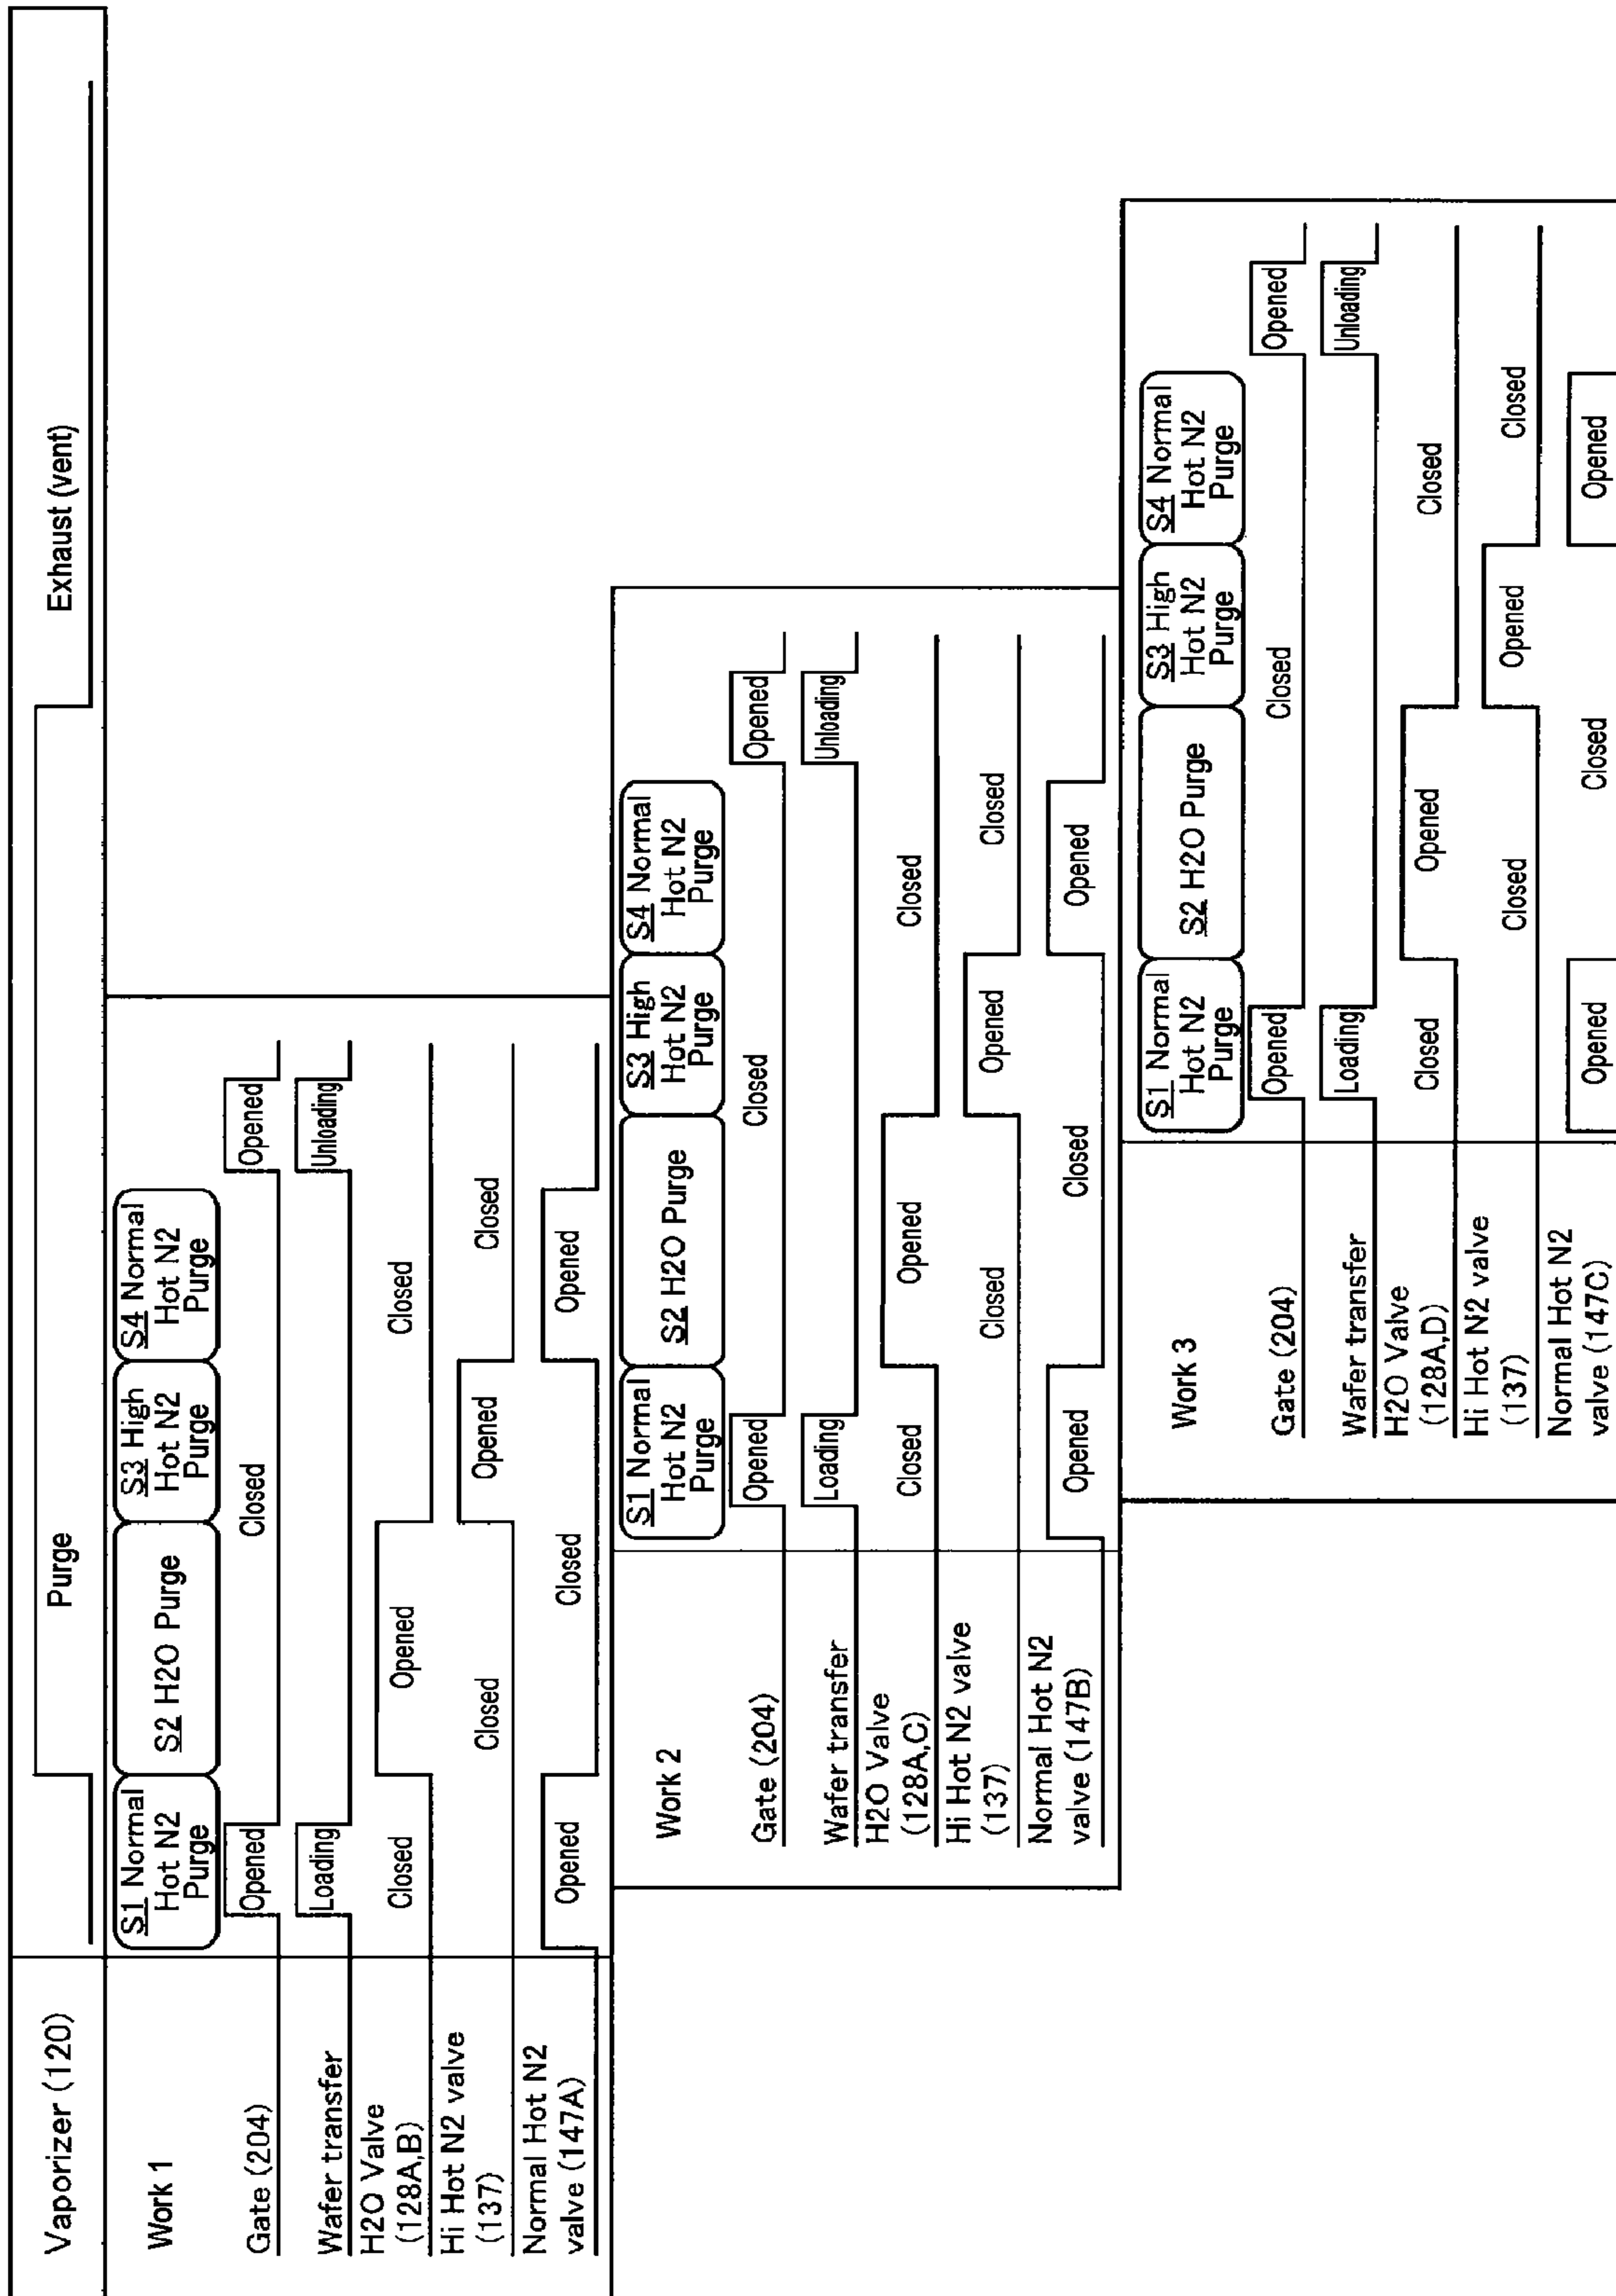 Vaporizer (120)
Purge
Exhaust (vent)
Work 1
S1 Normal
Hot N2
Purge
S2 H2O Purge
S3 High
Hot N2
Purge
S4 Normal
Hot N2
Purge
Gate (204)
Opened
Closed
Opened
Wafer transfer
Loading
Unloading
H2O Valve
(128A,B)
Closed
Opened
Closed
Hi Hot N2 valve
(137)
Closed
Opened
Closed
Normal Hot N2
valve (147A)
Opened
Closed
Opened
Work 2
S1 Normal
Hot N2
Purge
S2 H2O Purge
S3 High
Hot N2
Purge
S4 Normal
Hot N2
Purge
Gate (204)
Opened
Closed
Opened
Wafer transfer
Loading
Unloading
H2O Valve
(128A,C)
Closed
Opened
Closed
Hi Hot N2 valve
(137)
Closed
Opened
Closed
Normal Hot N2
valve (147B)
Opened
Closed
Opened
Work 3
S1 Normal
Hot N2
Purge
S2 H2O Purge
S3 High
Hot N2
Purge
S4 Normal
Hot N2
Purge
Gate (204)
Opened
Closed
Opened
Wafer transfer
Loading
Unloading
H2O Valve
(128A,D)
Closed
Opened
Closed
Hi Hot N2 valve
(137)
Closed
Opened
Closed
Normal Hot N2
valve (147C)
Opened
Closed
Opened